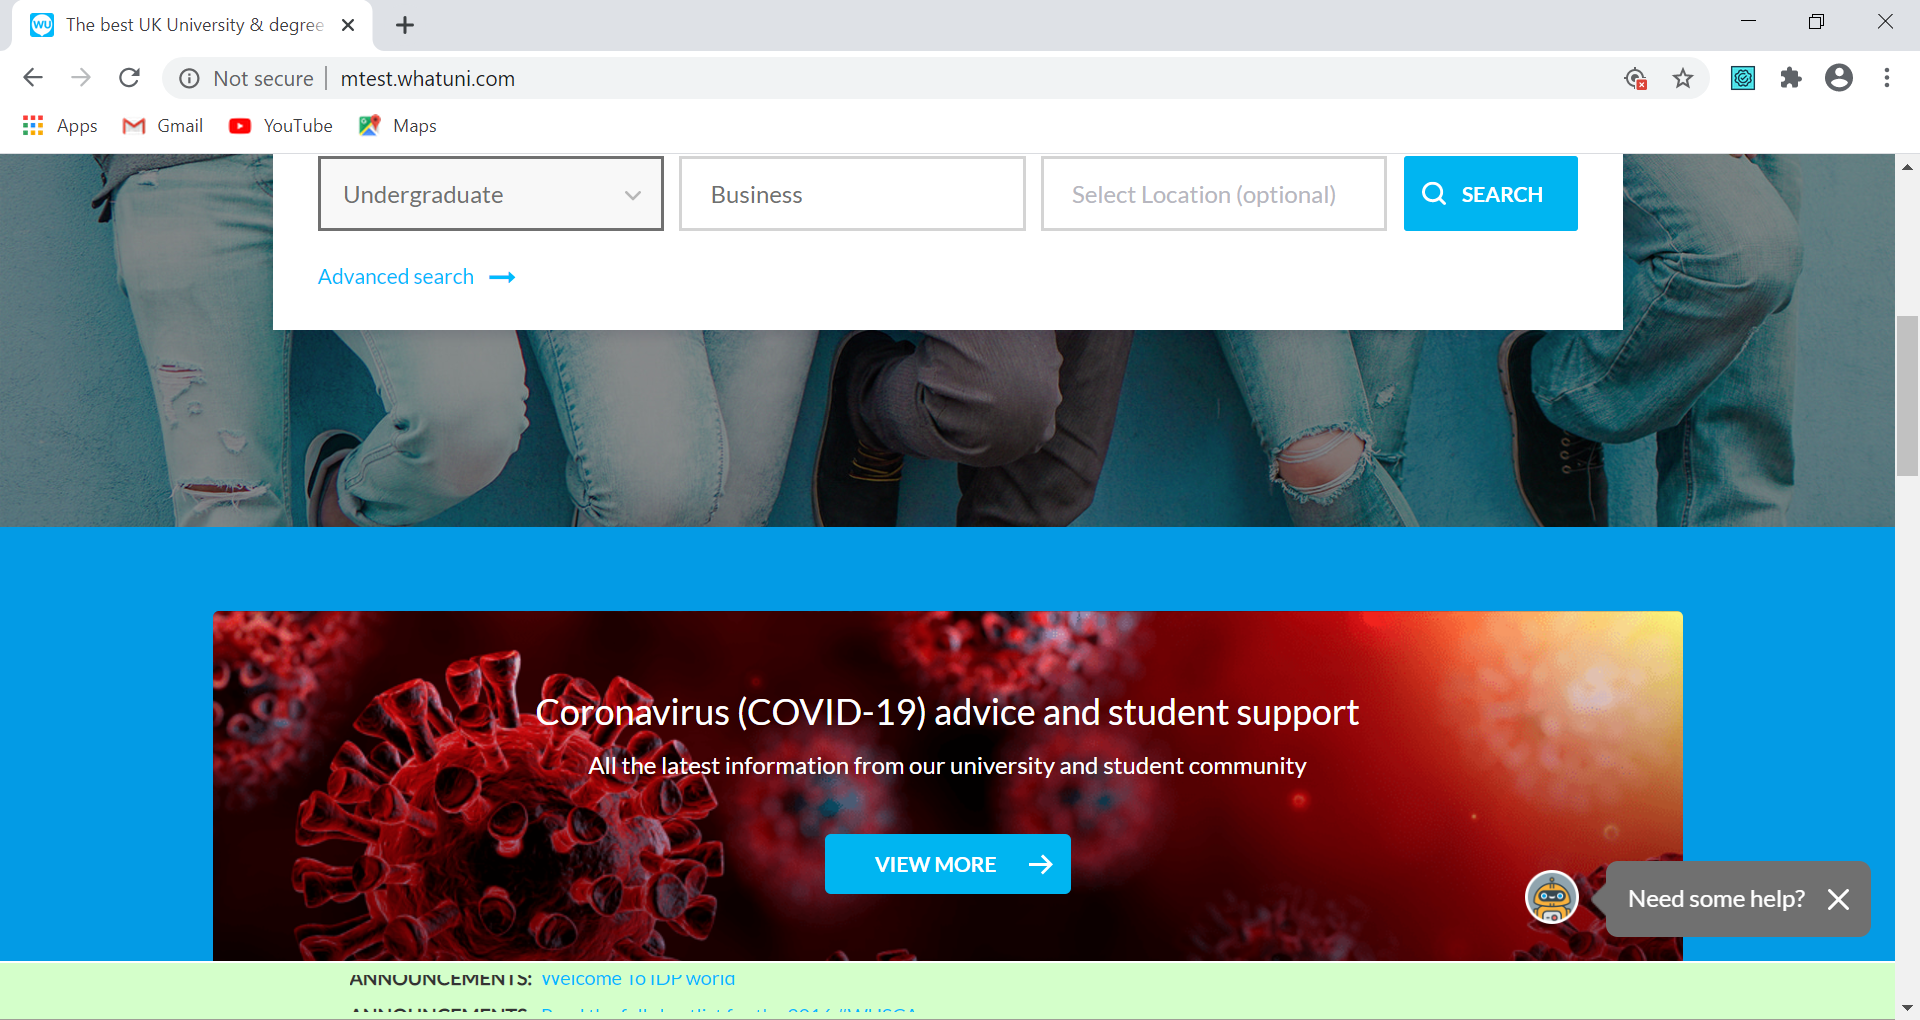 WU The best UK University & degree
Not secure mtest.whatuni.com
Apps Gmail YouTube Maps
Undergraduate Business Select Location (optional) SEARCH
Advanced search
Coronavirus (COVID-19) advice and student support
All the latest information from our university and student community
VIEW MORE
Need some help?
ANNOUNCEMENTS: Welcome To IDP world